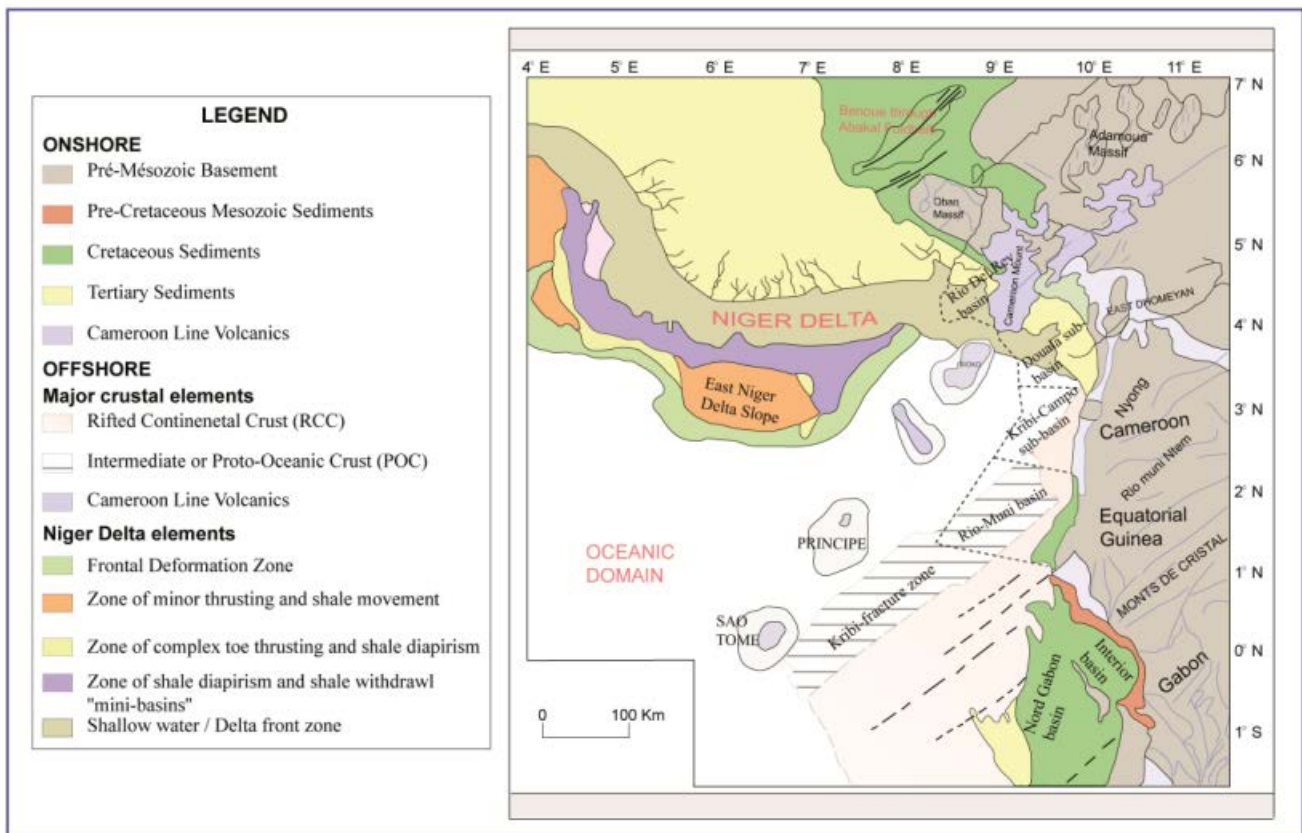 LEGEND
ONSHORE
Pré-Mésozoic Basement
Pre-Cretaceous Mesozoic Sediments
Cretaceous Sediments
Tertiary Sediments
Cameroon Line Volcanics
OFFSHORE
Major crustal elements
Rifted Continenetal Crust (RCC)
Intermediate or Proto-Oceanic Crust (POC)
Cameroon Line Volcanics
Niger Delta elements
Frontal Deformation Zone
Zone of minor thrusting and shale movement
Zone of complex toe thrusting and shale diapirism
Zone of shale diapirism and shale withdrawl
"mini-basins"
Shallow water / Delta front zone
4° E 5° E 6° E 7° E 8° E 9° E 10° E 11° E
7° N
6° N
5° N
4° N
3° N
2° N
1° N
0° N
1° S
Benoue through
Abakal
Adamoua
Massif
Oban
Massif
Rio Del Rey
basin
Cameroon Mount
EAST DHOMEYAN
NIGER DELTA
Douala sub-
basin
East Niger
Delta Slope
Kribi-Campo
sub-basin
Nyong
Cameroon
Rio muni Ntem
Rio-Muni basin
Equatorial
Guinea
PRINCIPE
OCEANIC
DOMAIN
MONTS DE CRISTAL
Kribi-fracture zone
SAO
TOME
Interior
basin
Gabon
Nord Gabon
basin
0 100 Km